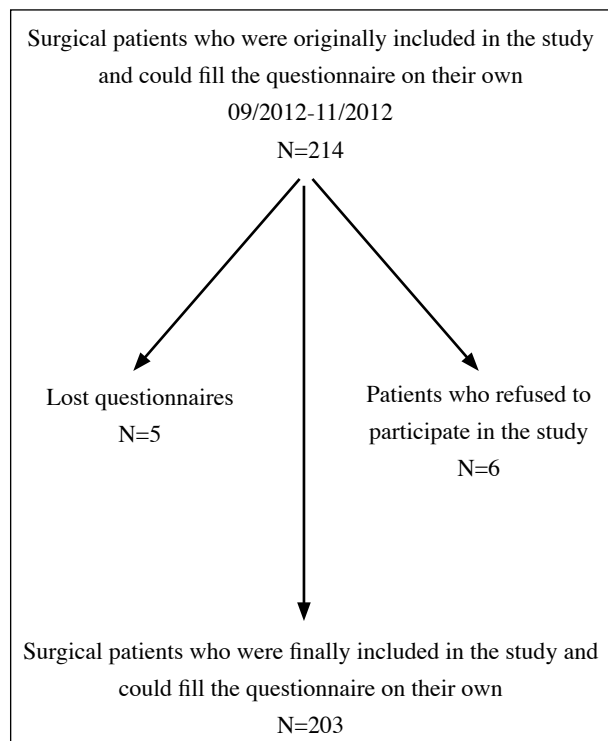 Surgical patients who were originally included in the study
and could fill the questionnaire on their own
09/2012-11/2012
N=214
Lost questionnaires
N=5
Patients who refused to
participate in the study
N=6
Surgical patients who were finally included in the study and
could fill the questionnaire on their own
N=203